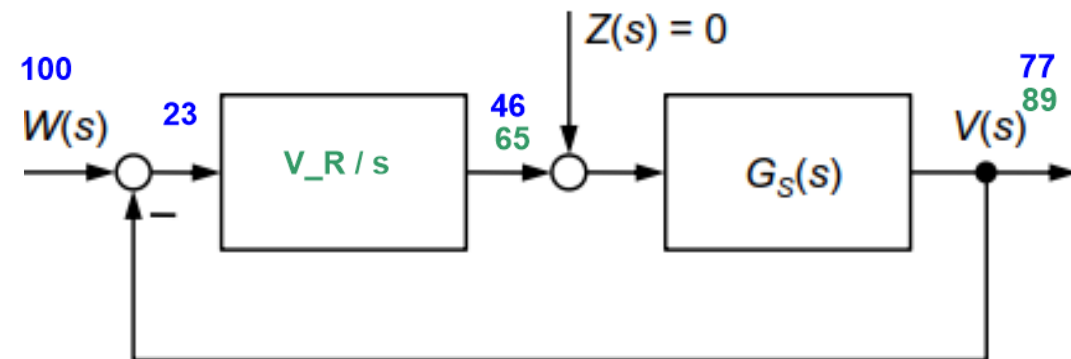 Z(s) = 0
100
77
23
46
89
W(s)
65
V(s)
V_R / s
G_S(s)
–